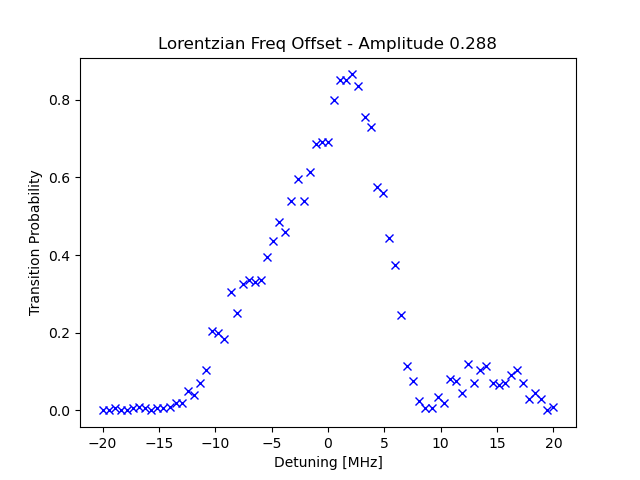 Lorentzian Freq Offset - Amplitude 0.288
Transition Probability
0.8
0.6
0.4
0.2
0.0
−20 −15 −10 −5 0 5 10 15 20
Detuning [MHz]